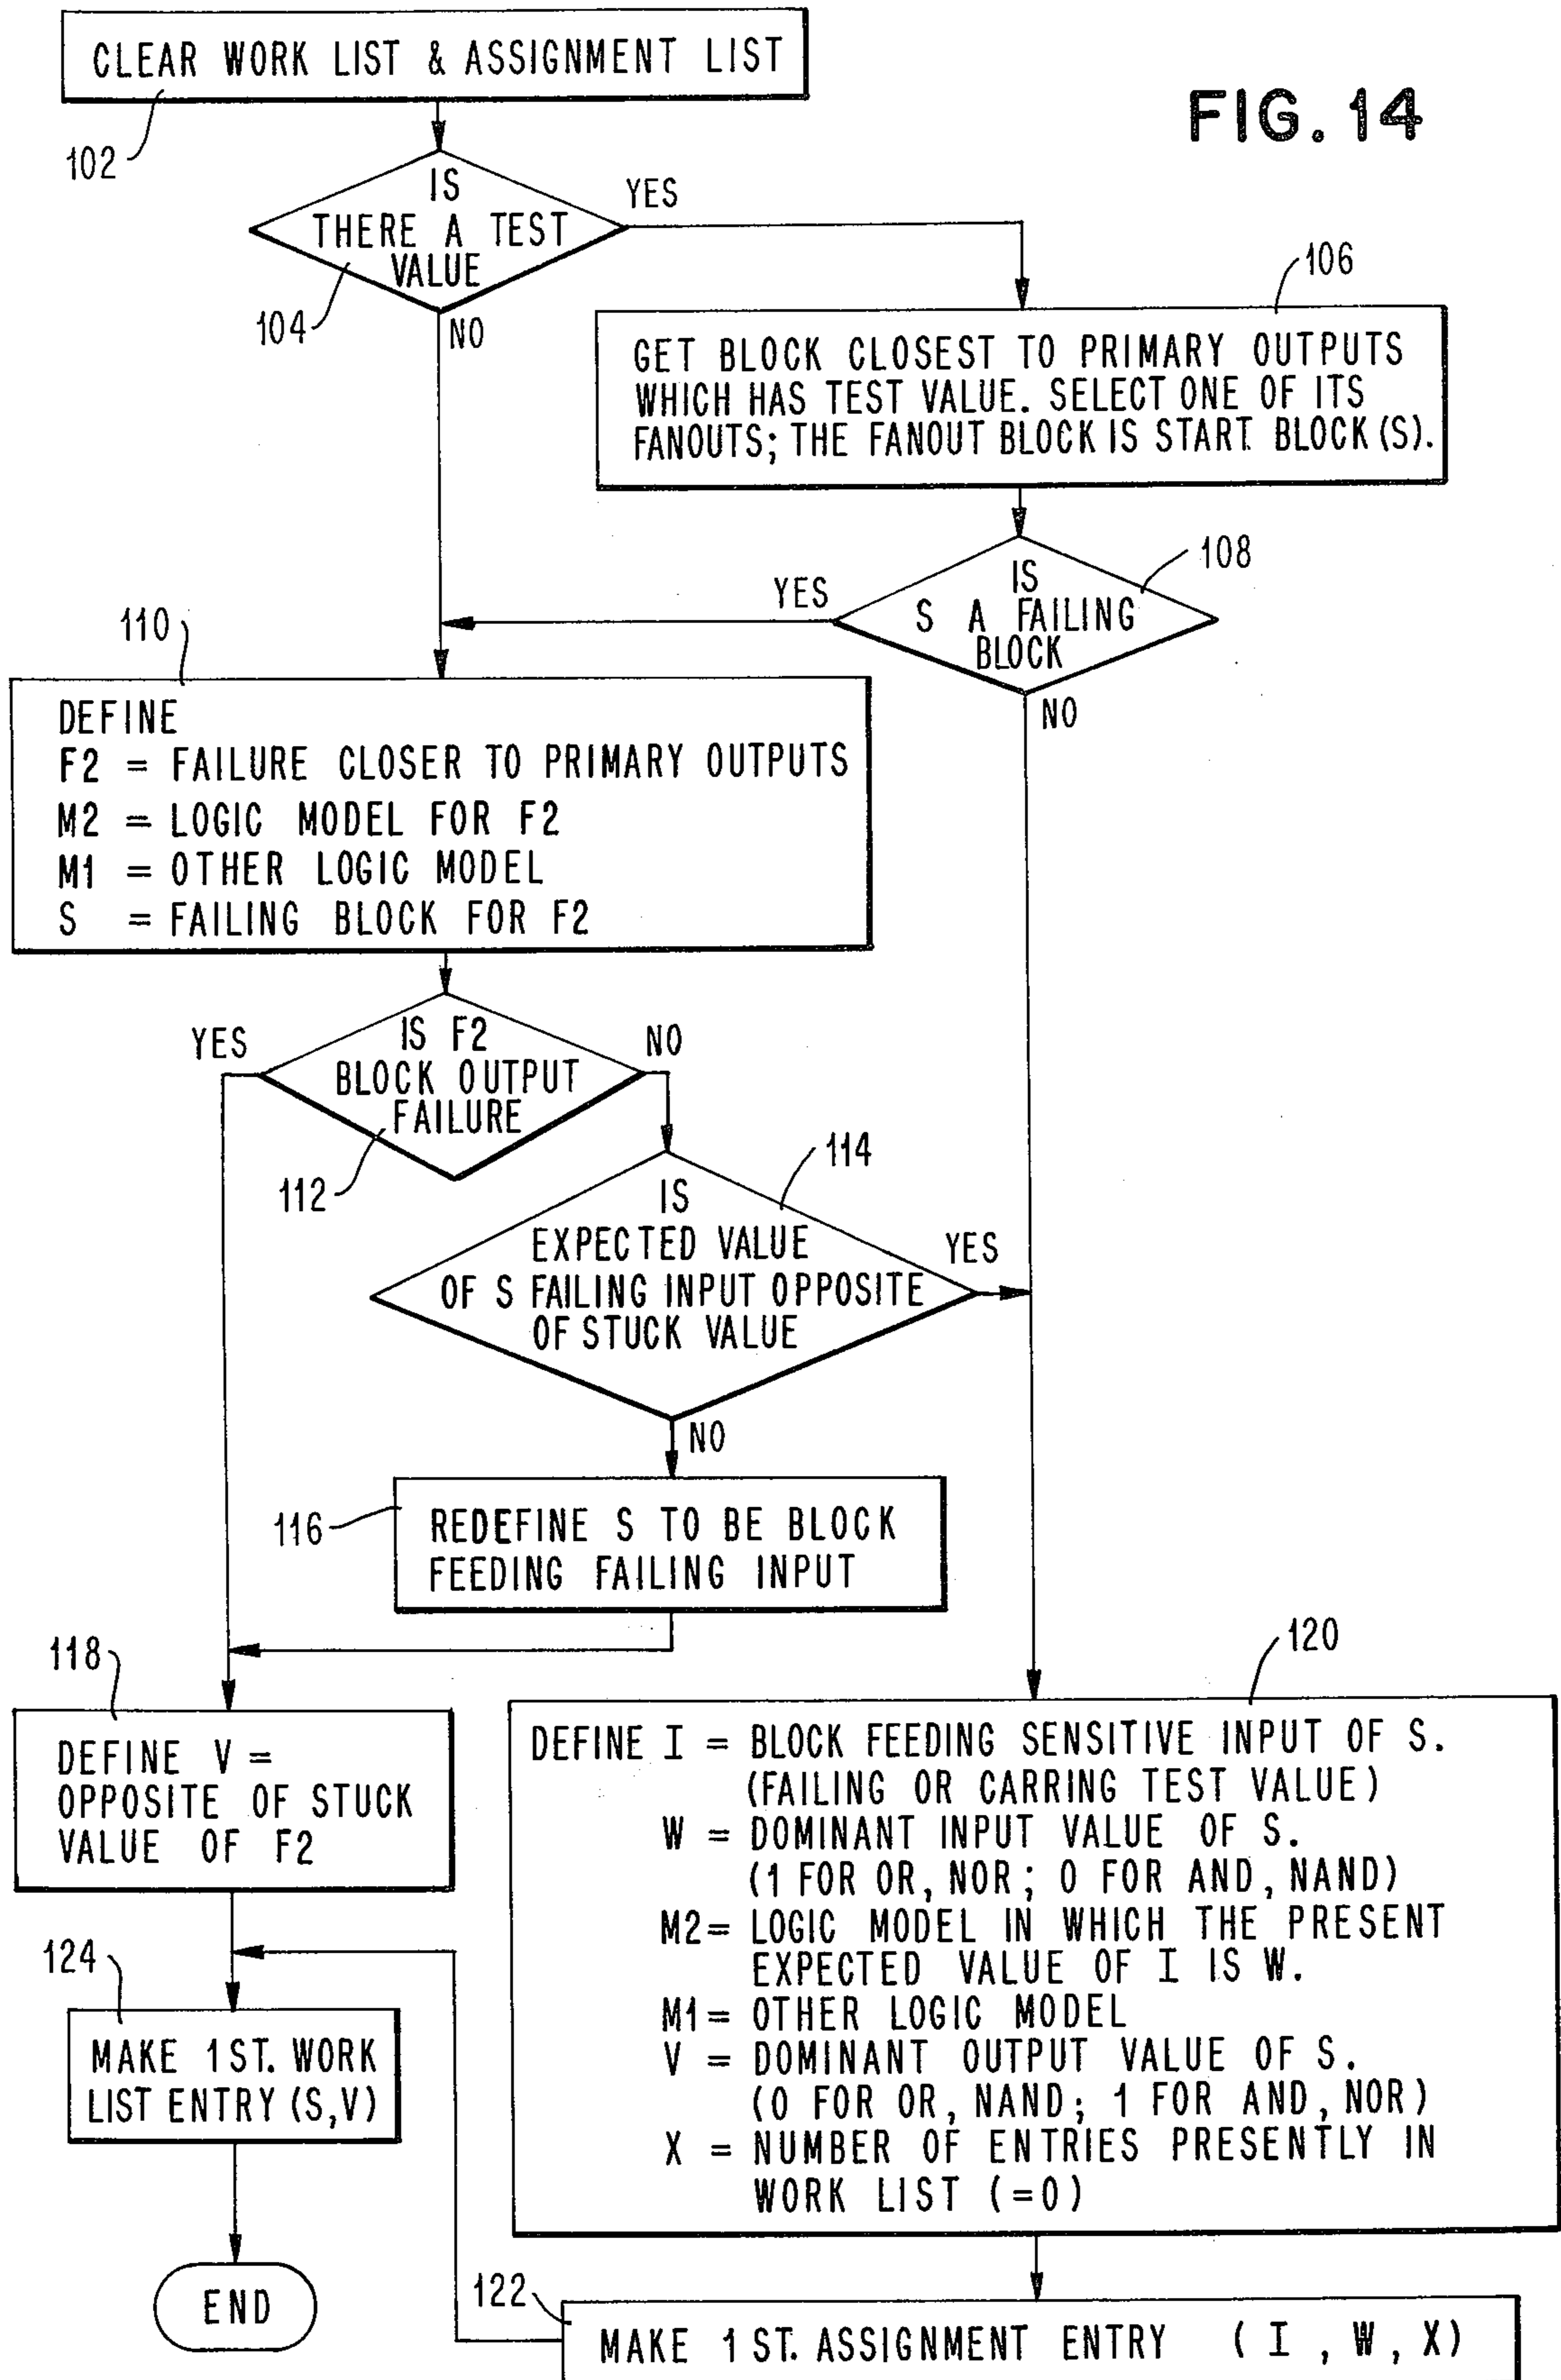 CLEAR WORK LIST & ASSIGNMENT LIST
FIG. 14
102
IS
THERE A TEST
VALUE
YES
104
NO
106
GET BLOCK CLOSEST TO PRIMARY OUTPUTS
WHICH HAS TEST VALUE. SELECT ONE OF ITS
FANOUTS; THE FANOUT BLOCK IS START BLOCK (S).
108
IS
S A FAILING
BLOCK
YES
NO
110
DEFINE
F2 = FAILURE CLOSER TO PRIMARY OUTPUTS
M2 = LOGIC MODEL FOR F2
M1 = OTHER LOGIC MODEL
S = FAILING BLOCK FOR F2
YES
IS F2
BLOCK OUTPUT
FAILURE
NO
112
114
IS
EXPECTED VALUE
OF S FAILING INPUT OPPOSITE
OF STUCK VALUE
YES
NO
116
REDEFINE S TO BE BLOCK
FEEDING FAILING INPUT
118
DEFINE V =
OPPOSITE OF STUCK
VALUE OF F2
120
DEFINE I = BLOCK FEEDING SENSITIVE INPUT OF S.
(FAILING OR CARRING TEST VALUE)
W = DOMINANT INPUT VALUE OF S.
(1 FOR OR, NOR; 0 FOR AND, NAND)
M2= LOGIC MODEL IN WHICH THE PRESENT
EXPECTED VALUE OF I IS W.
M1= OTHER LOGIC MODEL
V = DOMINANT OUTPUT VALUE OF S.
(0 FOR OR, NAND; 1 FOR AND, NOR)
X = NUMBER OF ENTRIES PRESENTLY IN
WORK LIST (=0)
124
MAKE 1ST. WORK
LIST ENTRY (S,V)
END
122
MAKE 1ST. ASSIGNMENT ENTRY (I, W, X)